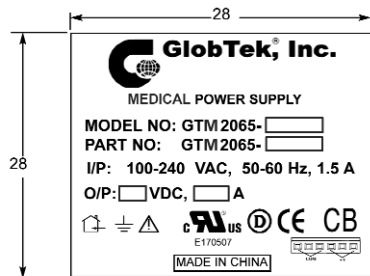 28
28
GlobTek, Inc.
MEDICAL POWER SUPPLY
MODEL NO: GTM2065-
PART NO: GTM2065-
I/P: 100-240 VAC, 50-60 Hz, 1.5 A
O/P: VDC, A
c RU us D CE CB
E170507
MADE IN CHINA